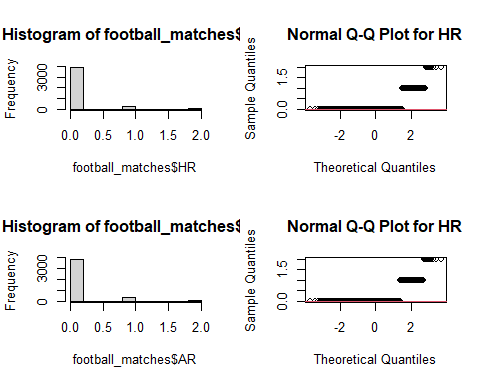 Histogram of football_matches$
Frequency
3000
0
0.0 0.5 1.0 1.5 2.0
football_matches$HR
Normal Q-Q Plot for HR
Sample Quantiles
1.5
0.0
-2 0 2
Theoretical Quantiles
Histogram of football_matches$
Frequency
3000
0
0.0 0.5 1.0 1.5 2.0
football_matches$AR
Normal Q-Q Plot for HR
Sample Quantiles
1.5
0.0
-2 0 2
Theoretical Quantiles